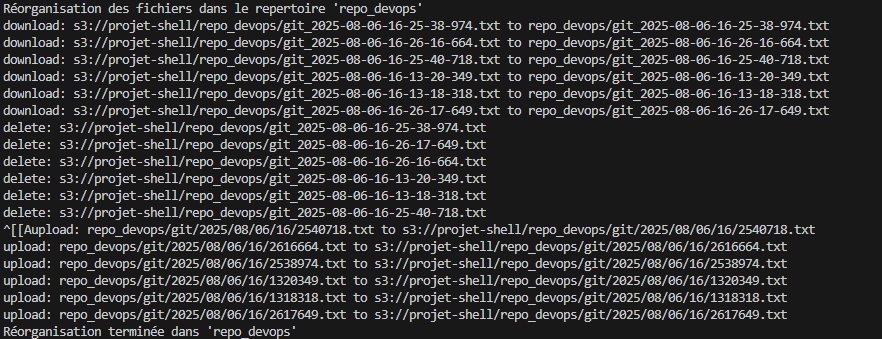 Réorganisation des fichiers dans le repertoire 'repo_devops'
download: s3://projet-shell/repo_devops/git_2025-08-06-16-25-38-974.txt to repo_devops/git_2025-08-06-16-25-38-974.txt
download: s3://projet-shell/repo_devops/git_2025-08-06-16-26-16-664.txt to repo_devops/git_2025-08-06-16-26-16-664.txt
download: s3://projet-shell/repo_devops/git_2025-08-06-16-25-40-718.txt to repo_devops/git_2025-08-06-16-25-40-718.txt
download: s3://projet-shell/repo_devops/git_2025-08-06-16-13-20-349.txt to repo_devops/git_2025-08-06-16-13-20-349.txt
download: s3://projet-shell/repo_devops/git_2025-08-06-16-13-18-318.txt to repo_devops/git_2025-08-06-16-13-18-318.txt
download: s3://projet-shell/repo_devops/git_2025-08-06-16-26-17-649.txt to repo_devops/git_2025-08-06-16-26-17-649.txt
delete: s3://projet-shell/repo_devops/git_2025-08-06-16-25-38-974.txt
delete: s3://projet-shell/repo_devops/git_2025-08-06-16-26-17-649.txt
delete: s3://projet-shell/repo_devops/git_2025-08-06-16-26-16-664.txt
delete: s3://projet-shell/repo_devops/git_2025-08-06-16-13-20-349.txt
delete: s3://projet-shell/repo_devops/git_2025-08-06-16-13-18-318.txt
delete: s3://projet-shell/repo_devops/git_2025-08-06-16-25-40-718.txt
^[[Aupload: repo_devops/git/2025/08/06/16/2540718.txt to s3://projet-shell/repo_devops/git/2025/08/06/16/2540718.txt
upload: repo_devops/git/2025/08/06/16/2616664.txt to s3://projet-shell/repo_devops/git/2025/08/06/16/2616664.txt
upload: repo_devops/git/2025/08/06/16/2538974.txt to s3://projet-shell/repo_devops/git/2025/08/06/16/2538974.txt
upload: repo_devops/git/2025/08/06/16/1320349.txt to s3://projet-shell/repo_devops/git/2025/08/06/16/1320349.txt
upload: repo_devops/git/2025/08/06/16/1318318.txt to s3://projet-shell/repo_devops/git/2025/08/06/16/1318318.txt
upload: repo_devops/git/2025/08/06/16/2617649.txt to s3://projet-shell/repo_devops/git/2025/08/06/16/2617649.txt
Réorganisation terminée dans 'repo_devops'